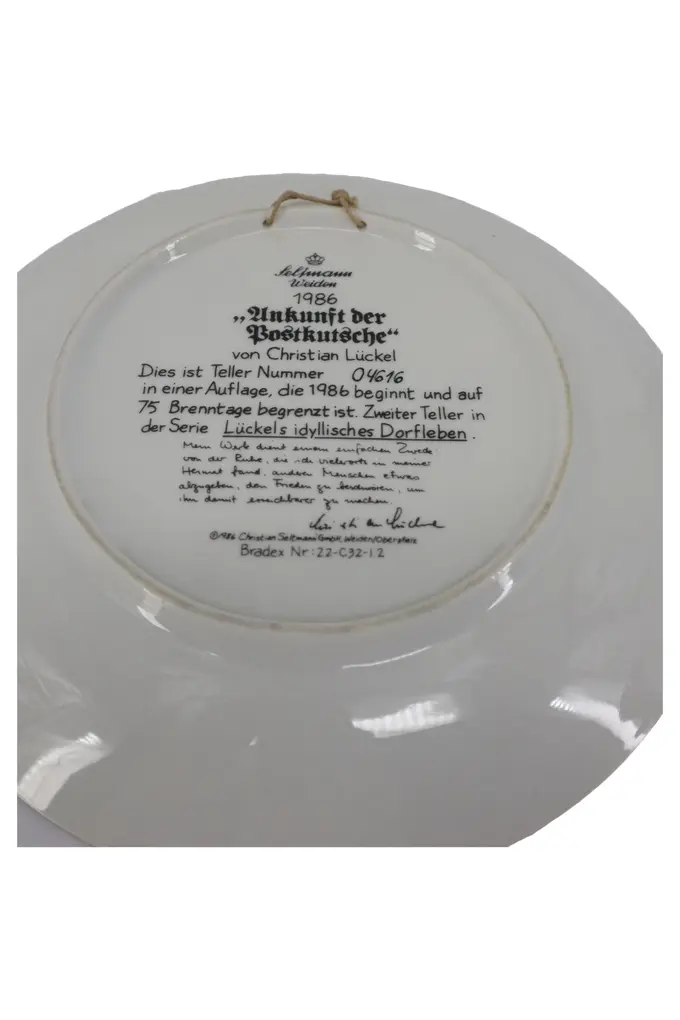 Seltmann
Weiden
1986
„Ankunft der
Postkutsche“
von Christian Lückel
Dies ist Teller Nummer 04616
in einer Auflage, die 1986 beginnt und auf
75 Brenntage begrenzt ist. Zweiter Teller in
der Serie Lückels idyllisches Dorfleben.
Mein Werk dient einem einfachen Zweck
von der Ruhe, die ich vielerorts in meiner
Heimat fand, andern Menschen etwas
abzugeben, den Frieden zu beschwören, um
ihn damit erreichbarer zu machen.
Christian Lückel
©1986 Christian Seltmann GmbH, Weiden/Oberpfalz
Bradex Nr: 22-C32-1.2